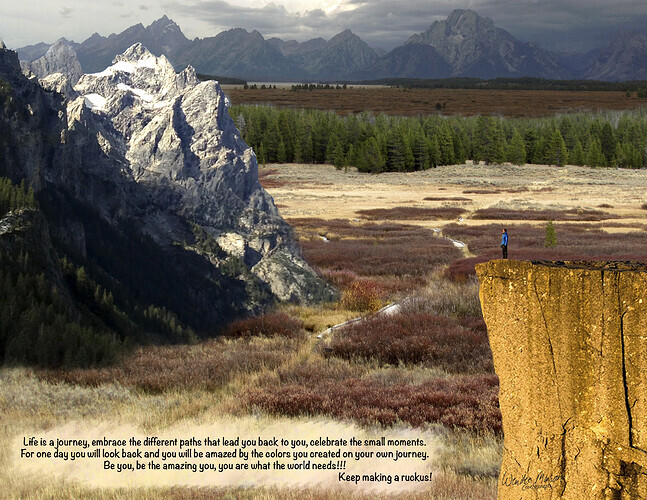 Life is a journey, embrace the different paths that lead you back to you, celebrate the small moments.
For one day you will look back and you will be amazed by the colors you created on your own journey.
Be you, be the amazing you, you are what the world needs!!!
Keep making a ruckus!